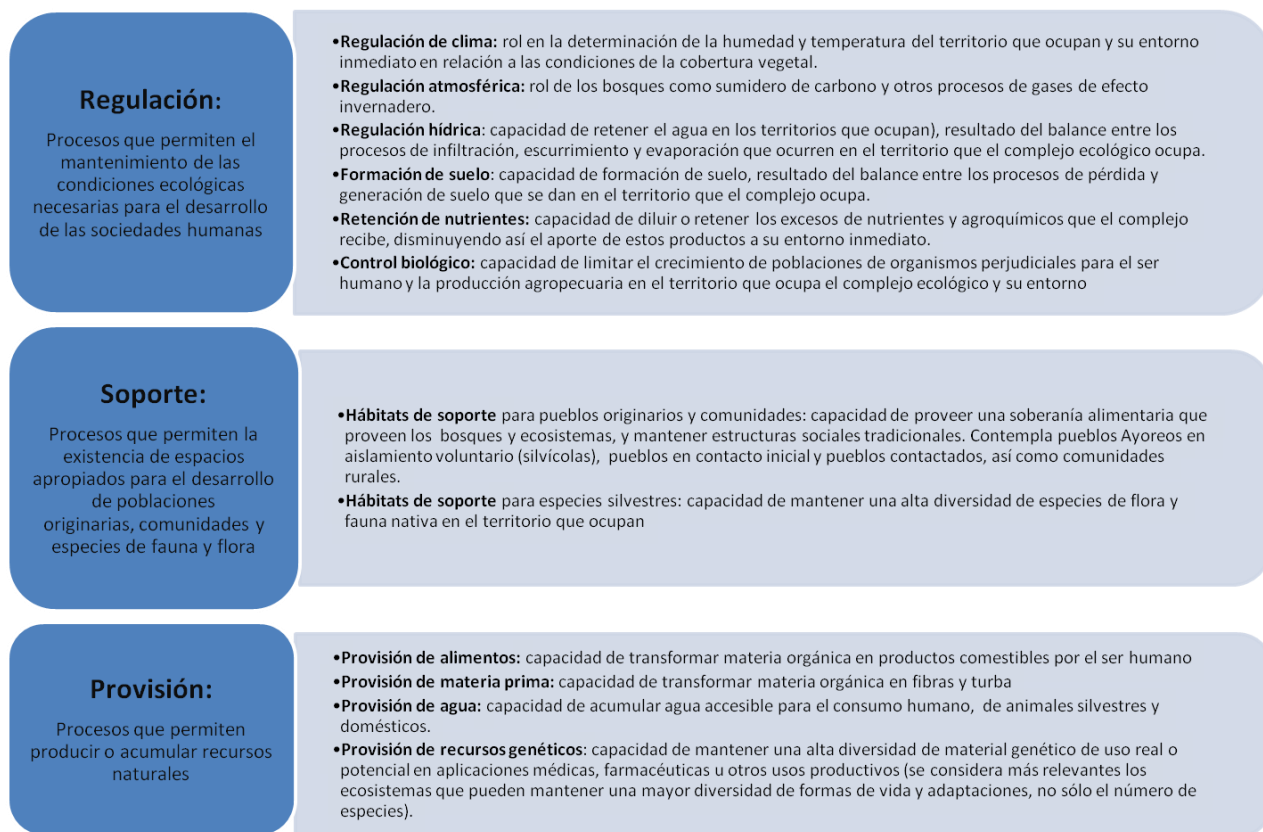 Regulación:
Procesos que permiten el
mantenimiento de las
condiciones ecológicas
necesarias para el desarrollo
de las sociedades humanas
•Regulación de clima: rol en la determinación de la humedad y temperatura del territorio que ocupan y su entorno
inmediato en relación a las condiciones de la cobertura vegetal.
•Regulación atmosférica: rol de los bosques como sumidero de carbono y otros procesos de gases de efecto
invernadero.
•Regulación hídrica: capacidad de retener el agua en los territorios que ocupan), resultado del balance entre los
procesos de infiltración, escurrimiento y evaporación que ocurren en el territorio que el complejo ecológico ocupa.
•Formación de suelo: capacidad de formación de suelo, resultado del balance entre los procesos de pérdida y
generación de suelo que se dan en el territorio que el complejo ocupa.
•Retención de nutrientes: capacidad de diluir o retener los excesos de nutrientes y agroquímicos que el complejo
recibe, disminuyendo así el aporte de estos productos a su entorno inmediato.
•Control biológico: capacidad de limitar el crecimiento de poblaciones de organismos perjudiciales para el ser
humano y la producción agropecuaria en el territorio que ocupa el complejo ecológico y su entorno
Soporte:
Procesos que permiten la
existencia de espacios
apropiados para el desarrollo
de poblaciones
originarias, comunidades y
especies de fauna y flora
•Hábitats de soporte para pueblos originarios y comunidades: capacidad de proveer una soberanía alimentaria que
proveen los bosques y ecosistemas, y mantener estructuras sociales tradicionales. Contempla pueblos Ayoreos en
aislamiento voluntario (silvícolas), pueblos en contacto inicial y pueblos contactados, así como comunidades
rurales.
•Hábitats de soporte para especies silvestres: capacidad de mantener una alta diversidad de especies de flora y
fauna nativa en el territorio que ocupan
Provisión:
Procesos que permiten
producir o acumular recursos
naturales
•Provisión de alimentos: capacidad de transformar materia orgánica en productos comestibles por el ser humano
•Provisión de materia prima: capacidad de transformar materia orgánica en fibras y turba
•Provisión de agua: capacidad de acumular agua accesible para el consumo humano, de animales silvestres y
domésticos.
•Provisión de recursos genéticos: capacidad de mantener una alta diversidad de material genético de uso real o
potencial en aplicaciones médicas, farmacéuticas u otros usos productivos (se considera más relevantes los
ecosistemas que pueden mantener una mayor diversidad de formas de vida y adaptaciones, no sólo el número de
especies).